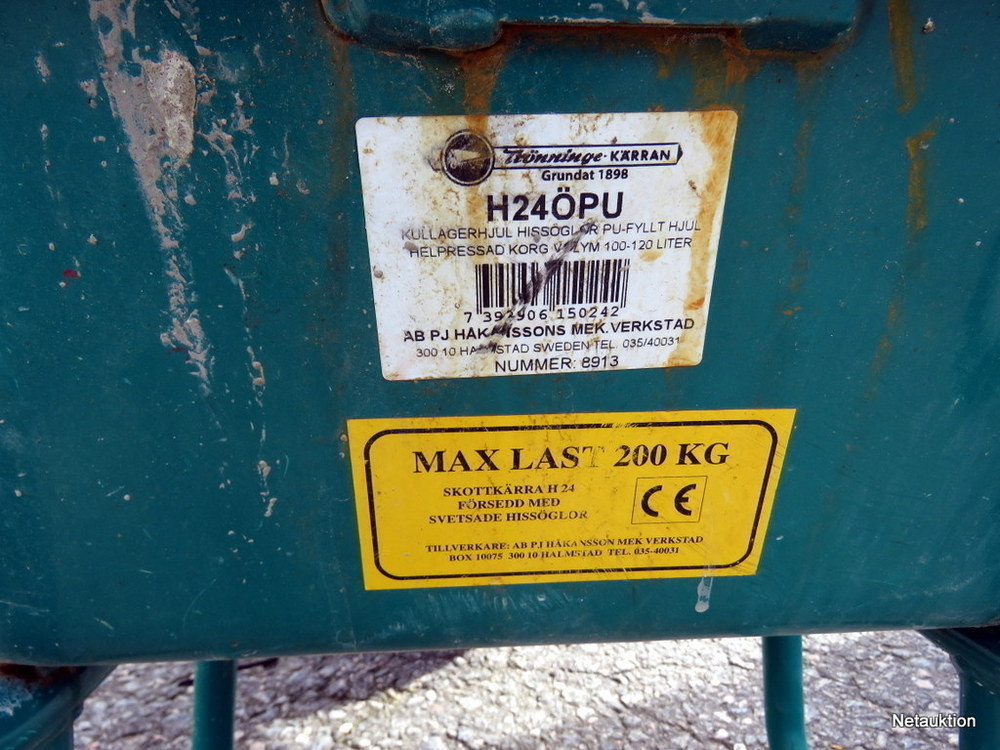 Trönninge-KÄRRAN
Grundat 1898
H24ÖPU
KULLAGERHJUL HISSÖGLOR PU-FYLLT HJUL
HELPRESSAD KORG VOLYM 100-120 LITER
7 392906 150242
AB PJ HÅKANSSONS MEK.VERKSTAD
300 10 HALMSTAD SWEDEN TEL. 035/40031
NUMMER: 8913
MAX LAST 200 KG
SKOTTKÄRRA H 24
FÖRSEDD MED
SVETSADE HISSÖGLOR
CE
TILLVERKARE: AB PJ HÅKANSSON MEK VERKSTAD
BOX 10075 300 10 HALMSTAD TEL. 035-40031
Netauktion